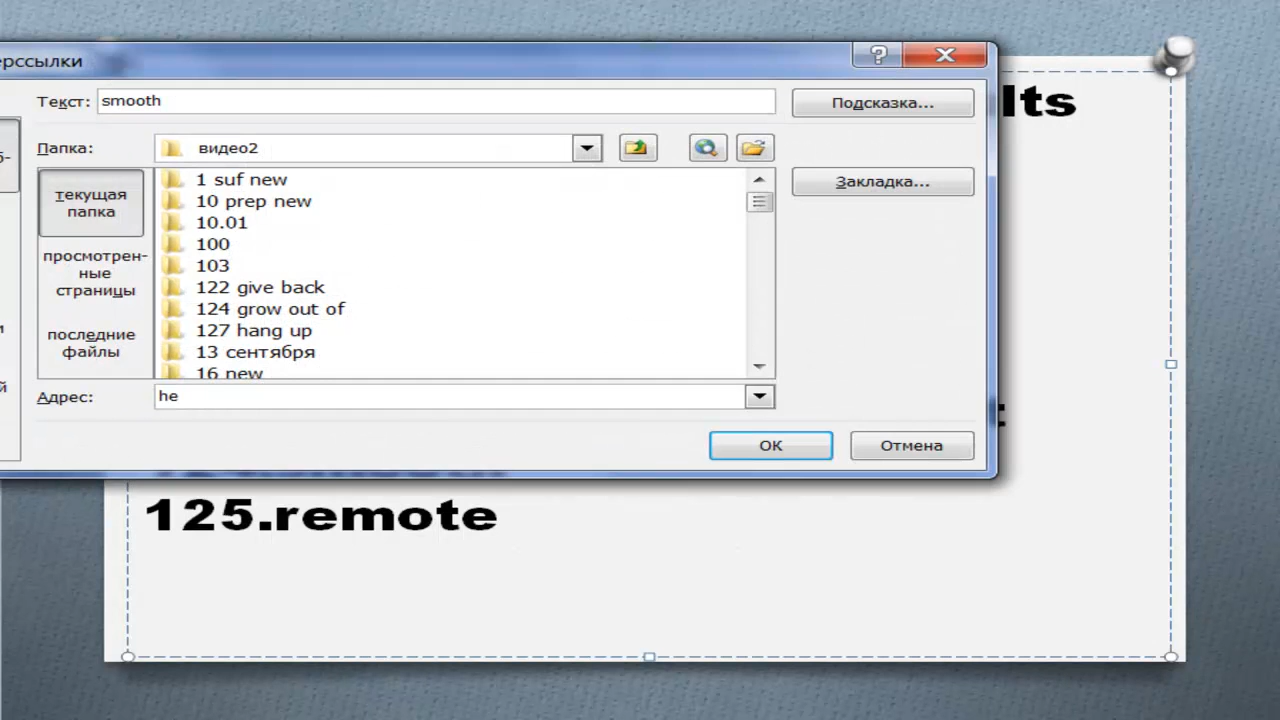 ерссылки
lts
Текст: smooth Подсказка...
б-
Папка: видео2
текущая папка
1 suf new
Закладка...
10 prep new
10.01
100
просмотрен-
ные
страницы
103
122 give back
124 grow out of
последние
файлы
и
127 hang up
13 сентября
16 new
й
Адрес: he
:
ОК Отмена
125.remote